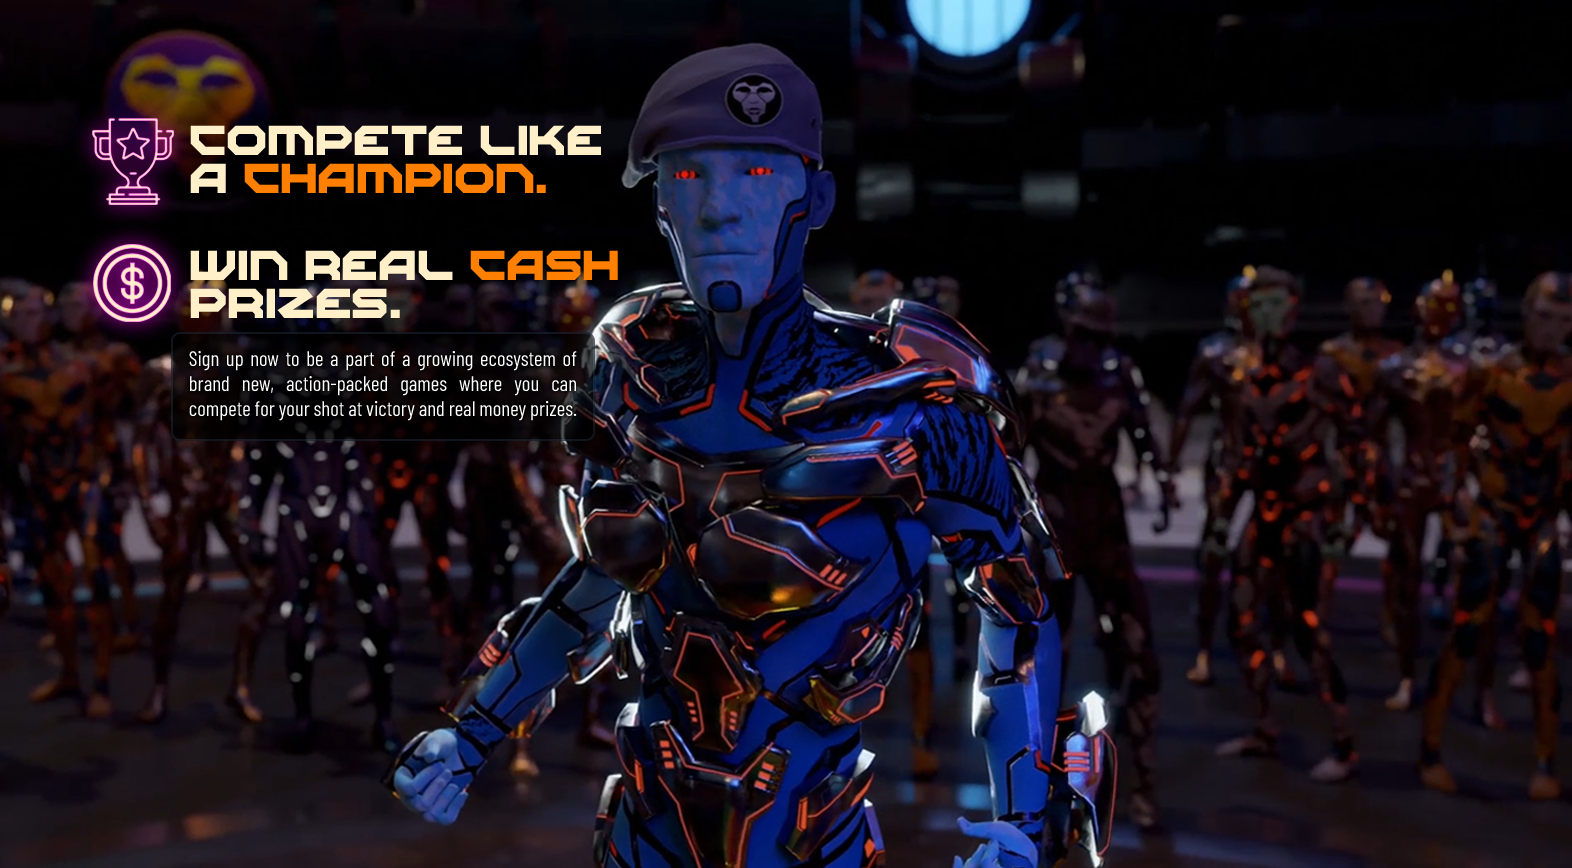 COMPETE LIKE
A CHAMPION.
WIN REAL CASH
PRIZES.
Sign up now to be a part of a growing ecosystem of
brand new, action-packed games where you can
compete for your shot at victory and real money prizes.